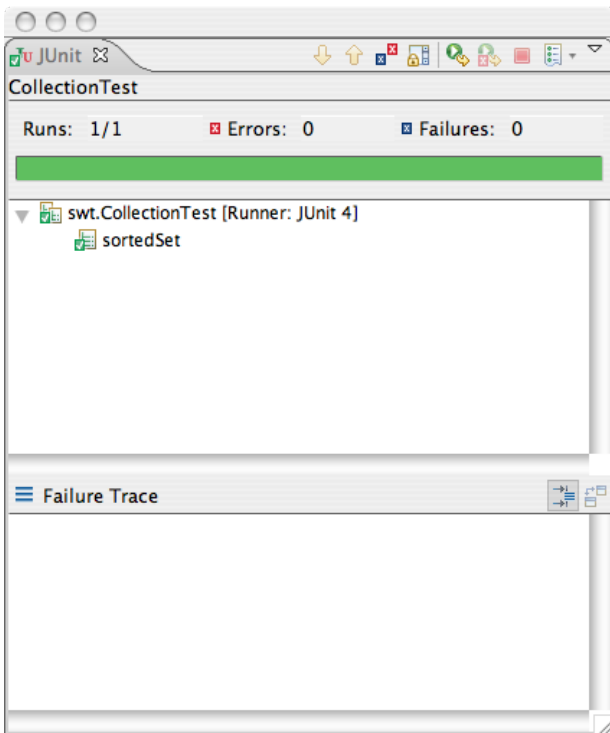 JUnit
CollectionTest
Runs: 1/1 Errors: 0 Failures: 0
swt.CollectionTest [Runner: JUnit 4]
sortedSet
Failure Trace